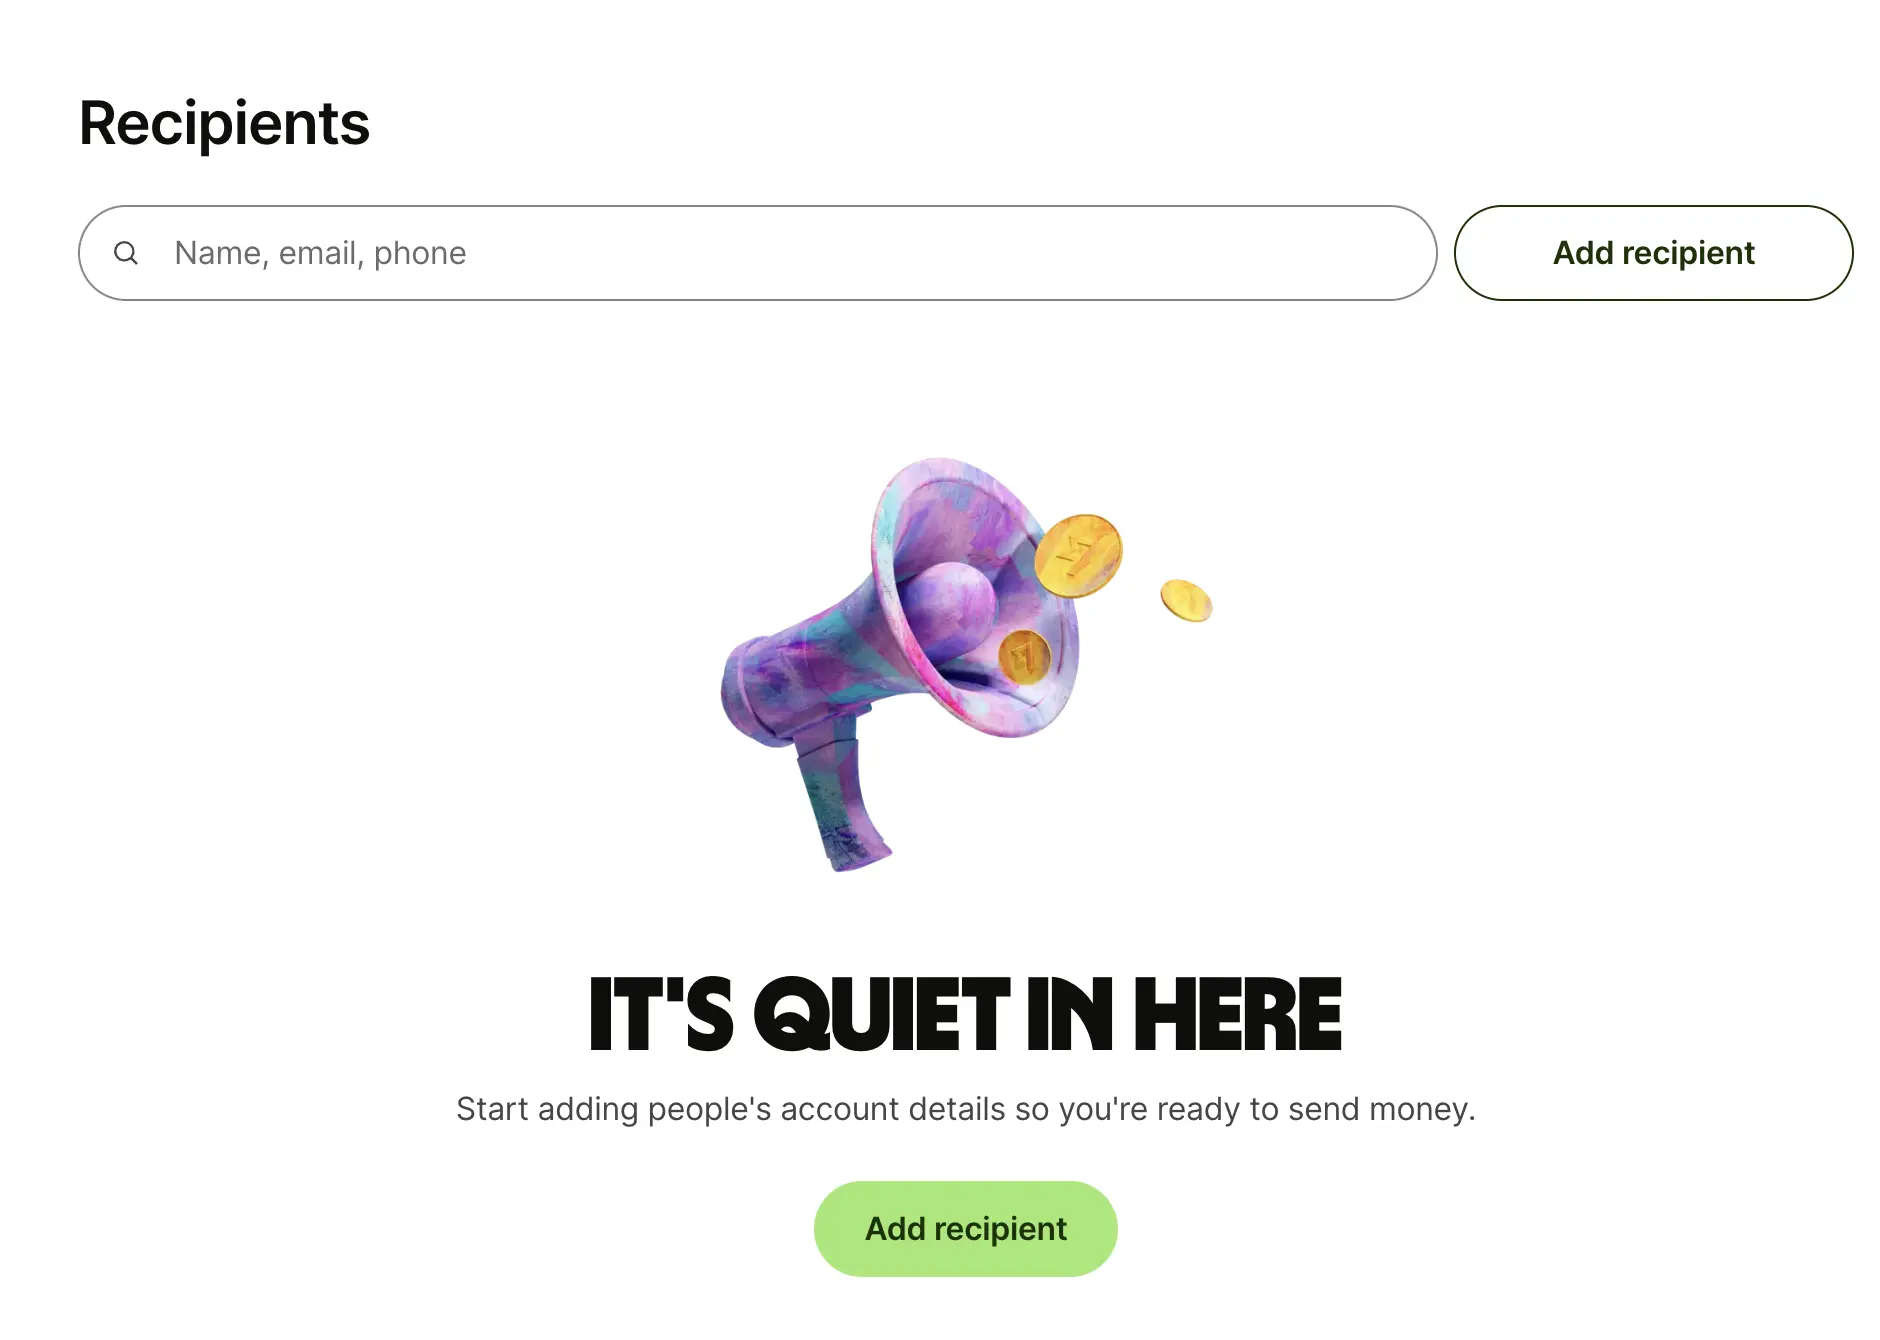 Recipients
Name, email, phone
Add recipient
IT'S QUIET IN HERE
Start adding people's account details so you're ready to send money.
Add recipient